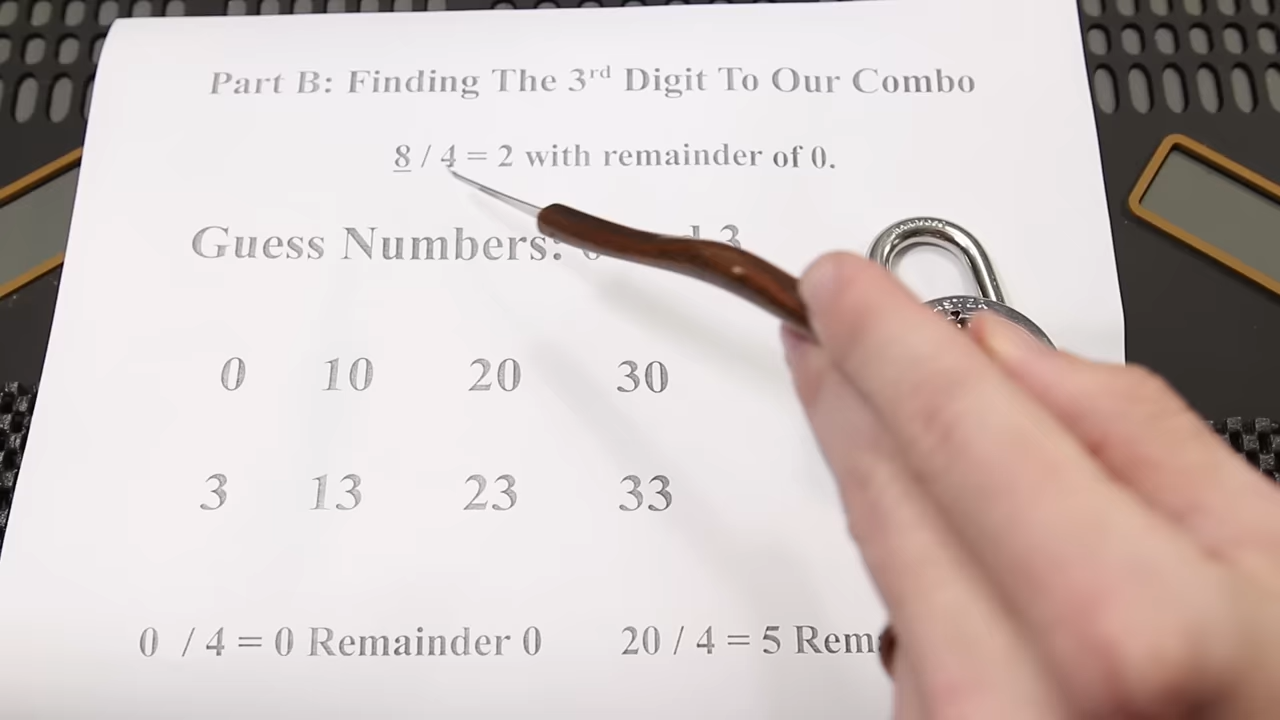 Part B: Finding The 3rd Digit To Our Combo
8 / 4 = 2 with remainder of 0.
Guess Numbers: 3
0 10 20 30
3 13 23 33
0 / 4 = 0 Remainder 0 20 / 4 = 5